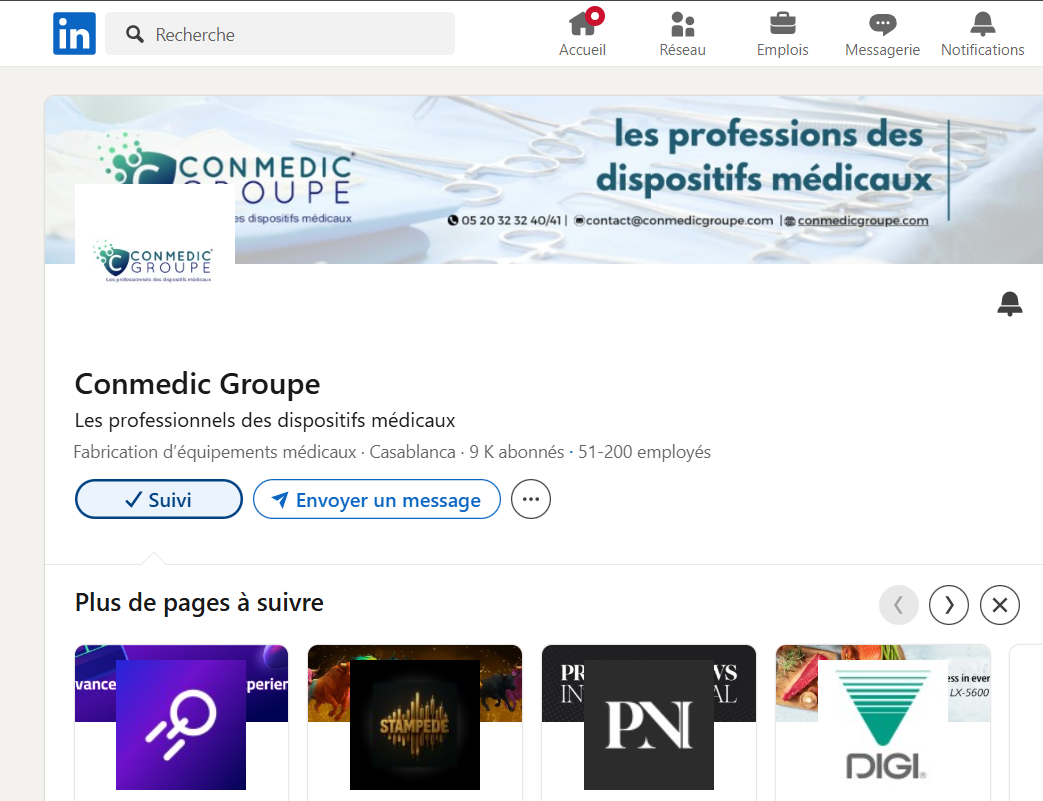 in
Recherche
Accueil
Réseau
Emplois
Messagerie
Notifications
CONMEDIC
GROUPE
es dispositifs médicaux
les professions des
dispositifs médicaux
05 20 32 32 40/41 | contact@conmedicgroupe.com | conmedicgroupe.com
CONMEDIC
GROUPE
Les professionnels des dispositifs médicaux
Conmedic Groupe
Les professionnels des dispositifs médicaux
Fabrication d’équipements médicaux · Casablanca · 9 K abonnés · 51-200 employés
Suivi
Envoyer un message
Plus de pages à suivre
vance
perien
STAMPEDE
PR WS
IN AL
PN
ss in ever
LX-5600
DIGI